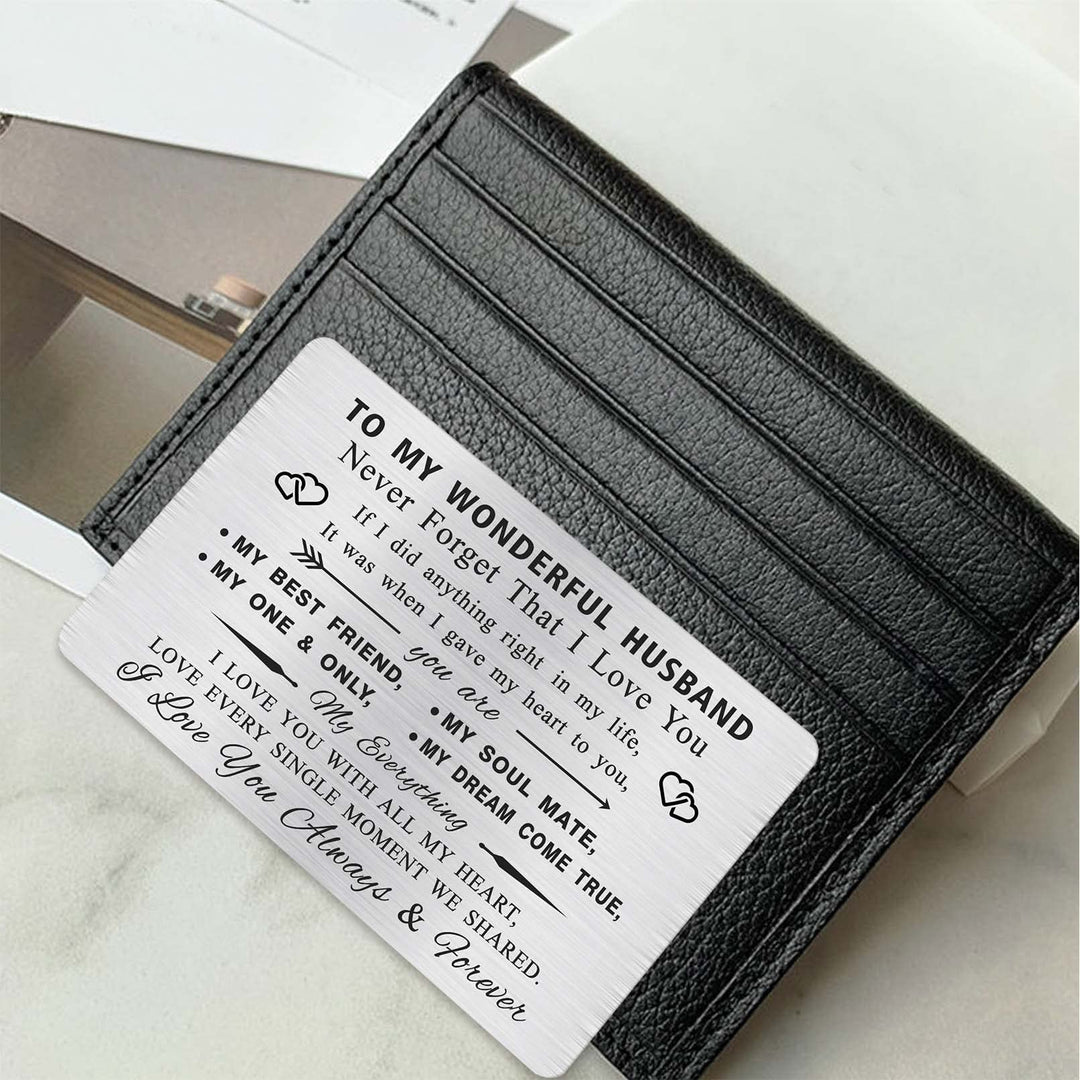 TO MY WONDERFUL HUSBAND
Never Forget That I Love You
If I did anything right in my life,
It was when I gave my heart to you,
you are
• MY BEST FRIEND,
• MY SOUL MATE,
• MY ONE & ONLY,
• MY DREAM COME TRUE,
My Everything
I LOVE YOU WITH ALL MY HEART,
LOVE EVERY SINGLE MOMENT WE SHARED.
I Love You Always & Forever